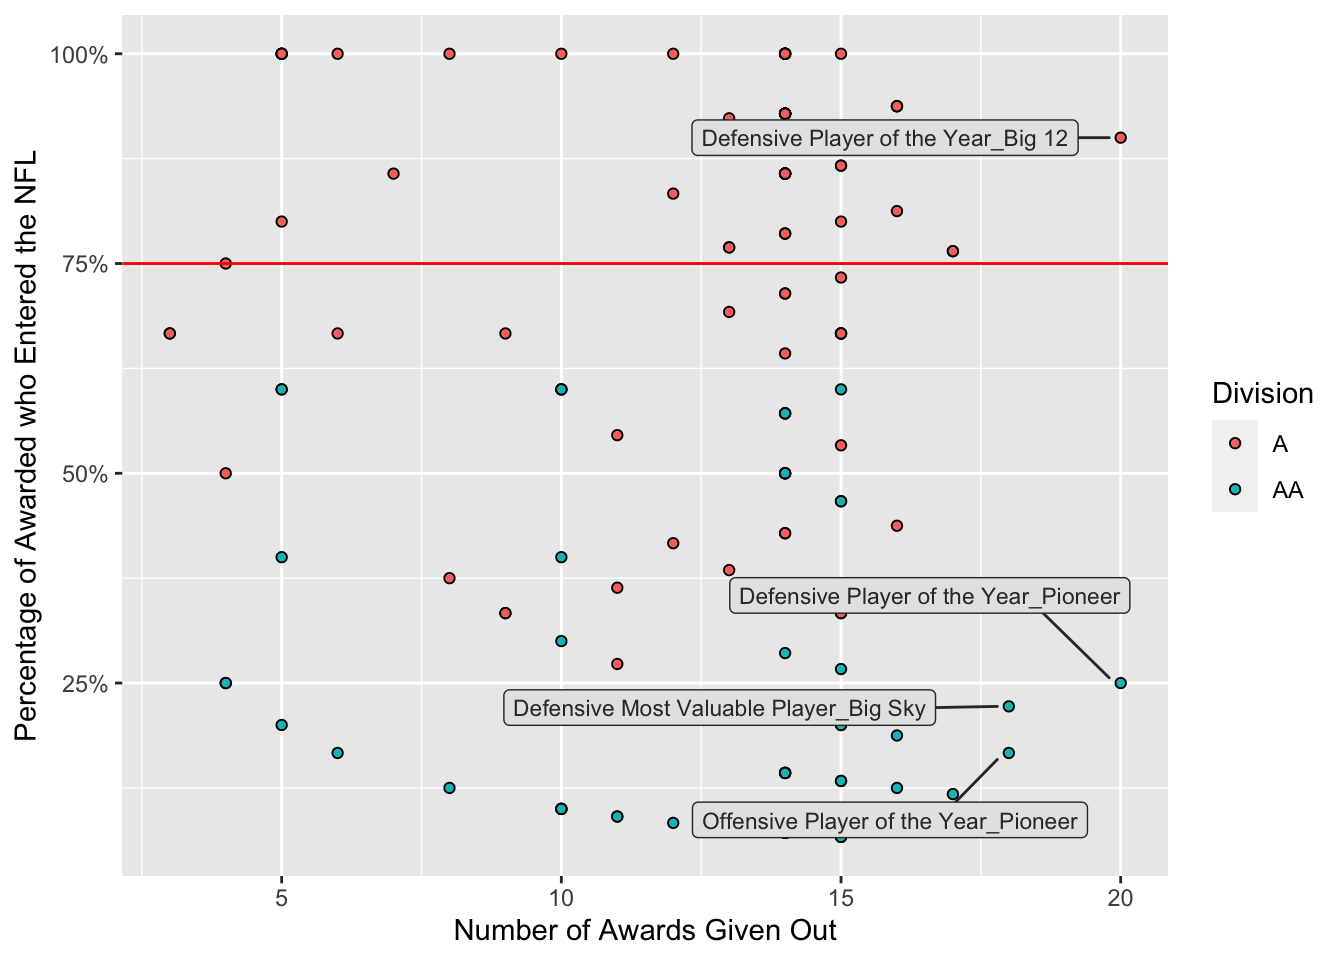 100%
75%
50%
25%
Percentage of Awarded who Entered the NFL
Defensive Player of the Year_Big 12
Defensive Player of the Year_Pioneer
Defensive Most Valuable Player_Big Sky
Offensive Player of the Year_Pioneer
5
10
15
20
Number of Awards Given Out
Division
A
AA